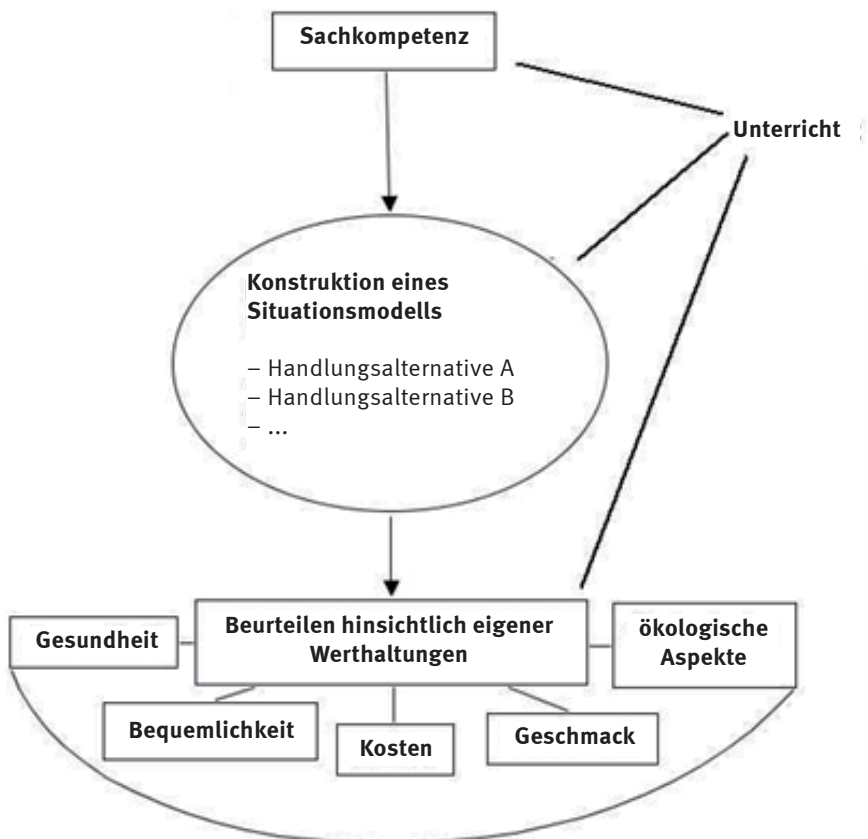 Sachkompetenz
Unterricht
Konstruktion eines
Situationsmodells
– Handlungsalternative A
– Handlungsalternative B
– ...
Beurteilen hinsichtlich eigener
Werthaltungen
Gesundheit
ökologische
Aspekte
Bequemlichkeit
Kosten
Geschmack